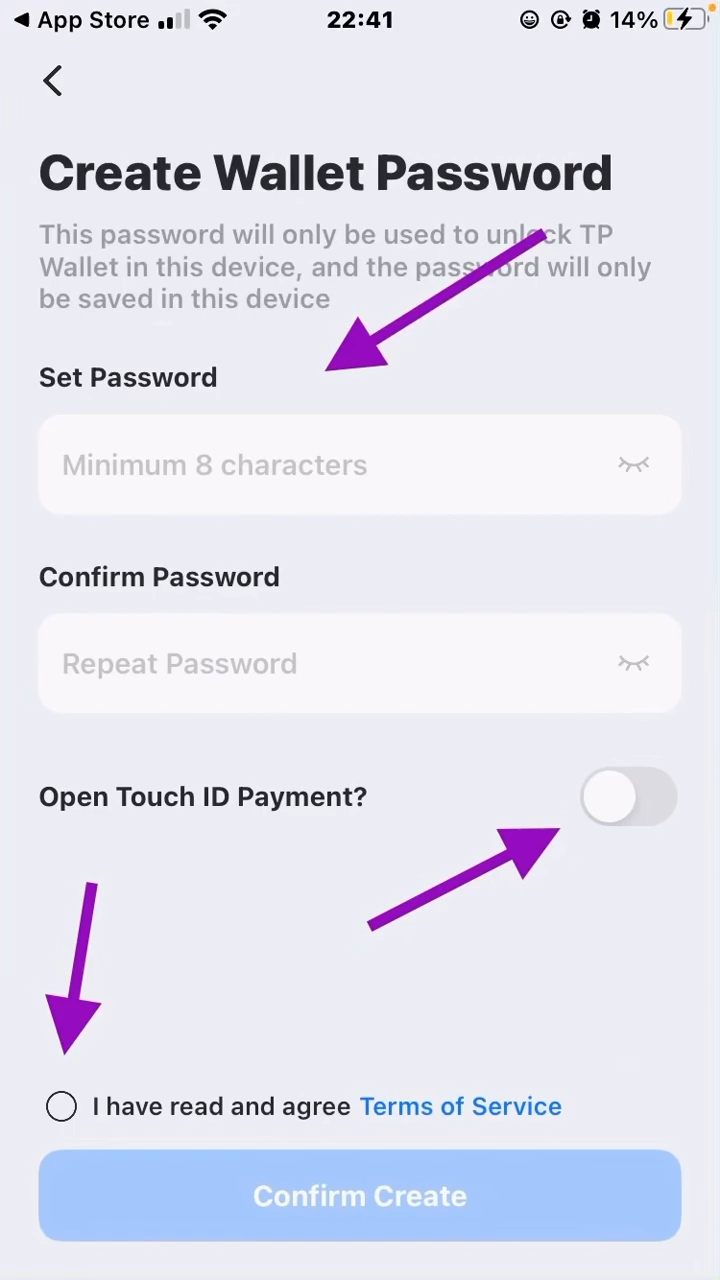 App Store 22:41 14%
Create Wallet Password
This password will only be used to unlock TP
Wallet in this device, and the password will only
be saved in this device
Set Password
Minimum 8 characters
Confirm Password
Repeat Password
Open Touch ID Payment?
I have read and agree Terms of Service
Confirm Create